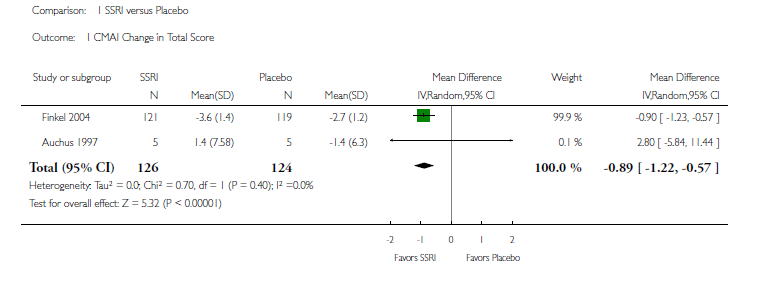 Comparison: 1 SSRI versus Placebo
Outcome: 1 CMAI Change in Total Score
Study or subgroup SSRI Placebo Mean Difference Weight Mean Difference
N Mean(SD) N Mean(SD) IV,Random,95% CI IV,Random,95% CI
Finkel 2004 121 -3.6 (1.4) 119 -2.7 (1.2) 99.9 % -0.90 [ -1.23, -0.57 ]
Auchus 1997 5 1.4 (7.58) 5 -1.4 (6.3) 0.1 % 2.80 [ -5.84, 11.44 ]
Total (95% CI) 126 124 100.0 % -0.89 [ -1.22, -0.57 ]
Heterogeneity: Tau² = 0.0; Chi² = 0.70, df = 1 (P = 0.40); I² =0.0%
Test for overall effect: Z = 5.32 (P < 0.00001)
-2 -1 0 1 2
Favors SSRI Favors Placebo